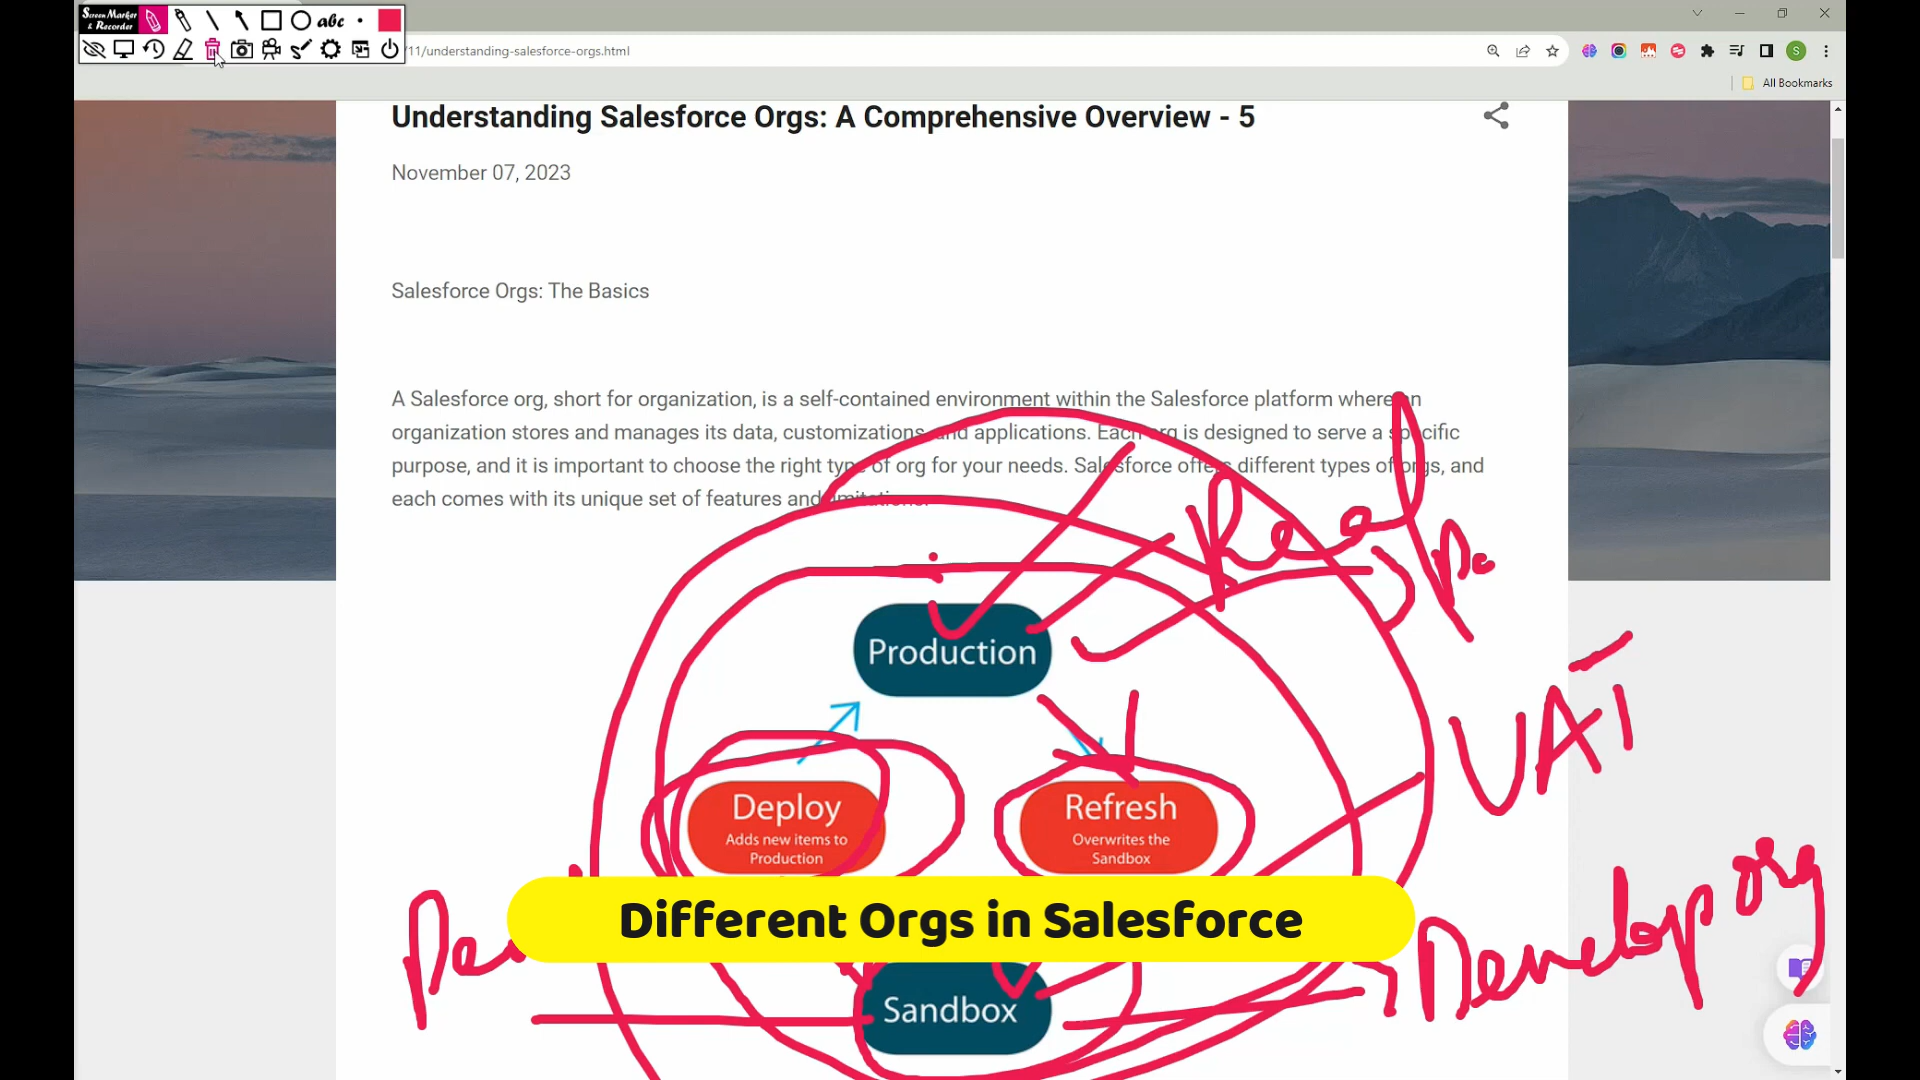 Screen Marker
& Recorder
abc
11/understanding-salesforce-orgs.html
S
All Bookmarks
Understanding Salesforce Orgs: A Comprehensive Overview - 5
November 07, 2023
Salesforce Orgs: The Basics
A Salesforce org, short for organization, is a self-contained environment within the Salesforce platform where an
organization stores and manages its data, customizations, and applications. Each org is designed to serve a specific
purpose, and it is important to choose the right type of org for your needs. Salesforce offers different types of orgs, and
each comes with its unique set of features and limitations.
Real
Production
UAT
Deploy
Adds new items to
Production
Refresh
Overwrites the
Sandbox
Different Orgs in Salesforce
Develop org
Sandbox